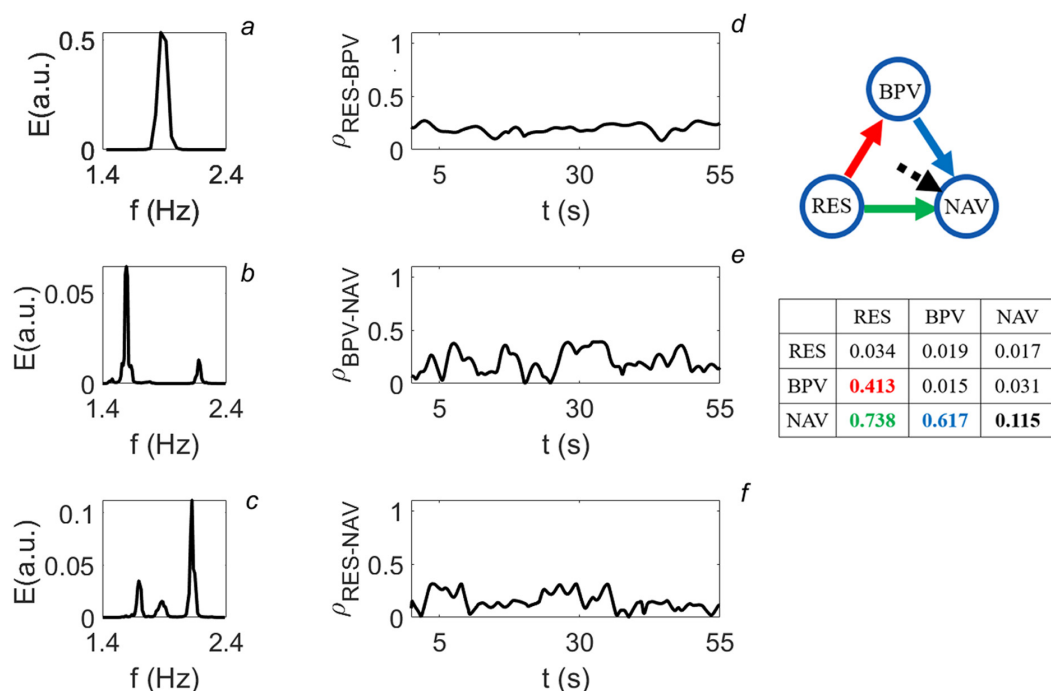 a
E(a.u.)
0.5
0
1.4 2.4
f (Hz)
d
ρRES-BPV
1
0.5
0
5 30 55
t (s)
BPV
RES
NAV
b
E(a.u.)
0.05
0
1.4 2.4
f (Hz)
e
ρBPV-NAV
1
0.5
0
5 30 55
t (s)
RES BPV NAV
RES 0.034 0.019 0.017
BPV 0.413 0.015 0.031
NAV 0.738 0.617 0.115
c
E(a.u.)
0.1
0.05
0
1.4 2.4
f (Hz)
f
ρRES-NAV
1
0.5
0
5 30 55
t (s)